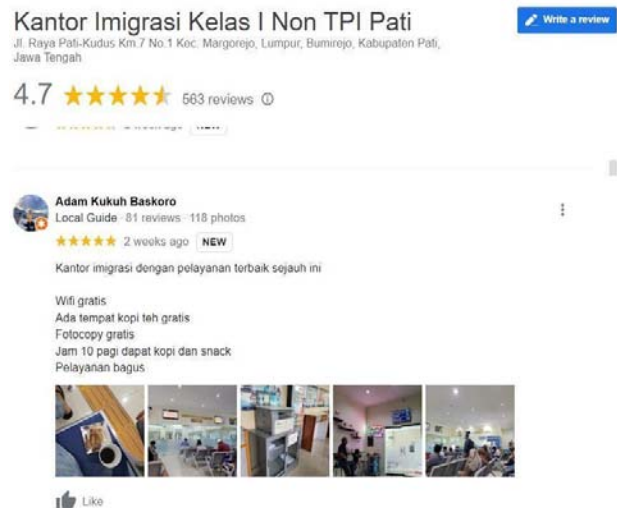 Kantor Imigrasi Kelas I Non TPI Pati
Write a review
Jl. Raya Pati-Kudus Km.7 No.1 Kec. Margorejo, Lumpur, Bumirejo, Kabupaten Pati,
Jawa Tengah
4.7 563 reviews
Adam Kukuh Baskoro
Local Guide · 81 reviews · 118 photos
2 weeks ago NEW
Kantor imigrasi dengan pelayanan terbaik sejauh ini
Wifi gratis
Ada tempat kopi teh gratis
Fotocopy gratis
Jam 10 pagi dapat kopi dan snack
Pelayanan bagus
Like